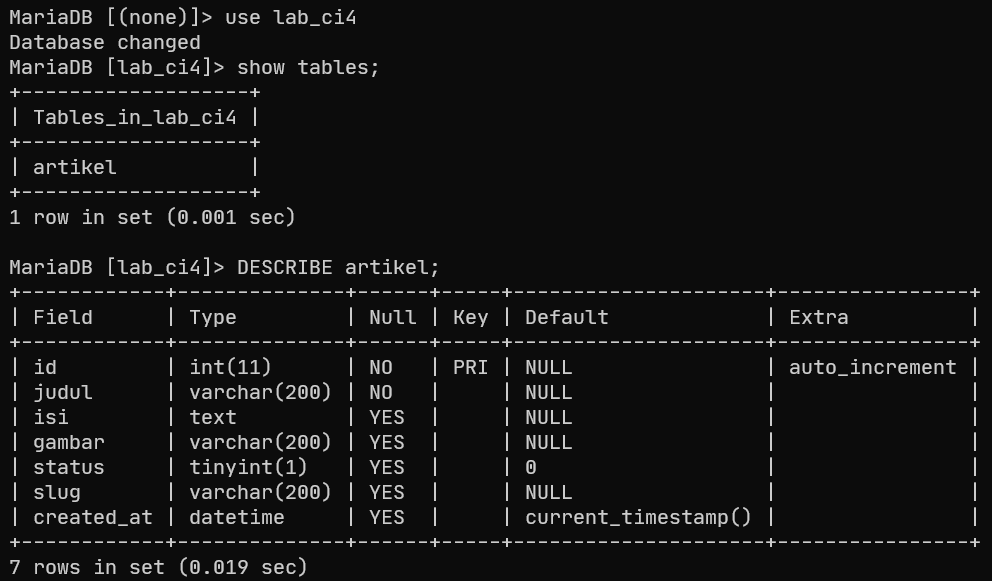 MariaDB [(none)]> use lab_ci4
Database changed
MariaDB [lab_ci4]> show tables;
+-------------------+
| Tables_in_lab_ci4 |
+-------------------+
| artikel           |
+-------------------+
1 row in set (0.001 sec)

MariaDB [lab_ci4]> DESCRIBE artikel;
+------------+--------------+------+-----+---------------------+----------------+
| Field      | Type         | Null | Key | Default             | Extra          |
+------------+--------------+------+-----+---------------------+----------------+
| id         | int(11)      | NO   | PRI | NULL                | auto_increment |
| judul      | varchar(200) | NO   |     | NULL                |                |
| isi        | text         | YES  |     | NULL                |                |
| gambar     | varchar(200) | YES  |     | NULL                |                |
| status     | tinyint(1)   | YES  |     | 0                   |                |
| slug       | varchar(200) | YES  |     | NULL                |                |
| created_at | datetime     | YES  |     | current_timestamp() |                |
+------------+--------------+------+-----+---------------------+----------------+
7 rows in set (0.019 sec)